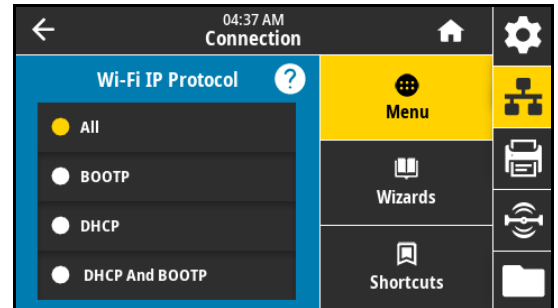 04:37 AM
Connection
Wi-Fi IP Protocol ?
All
BOOTP
DHCP
DHCP And BOOTP
Menu
Wizards
Shortcuts